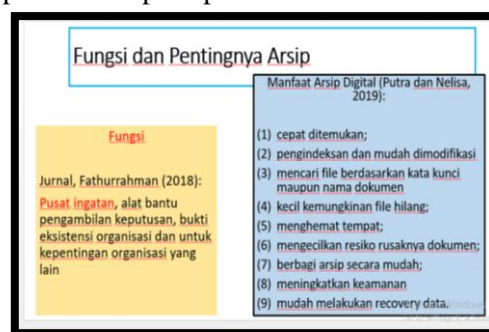 Fungsi dan Pentingnya Arsip
Fungsi
Jurnal, Fathurrahman (2018):
Pusat ingatan, alat bantu
pengambilan keputusan, bukti
eksistensi organisasi dan untuk
kepentingan organisasi yang
lain
Manfaat Arsip Digital (Putra dan Nelisa,
2019):
(1) cepat ditemukan;
(2) pengindeksan dan mudah dimodifikasi
(3) mencari file berdasarkan kata kunci
maupun nama dokumen
(4) kecil kemungkinan file hilang;
(5) menghemat tempat;
(6) mengecilkan resiko rusaknya dokumen;
(7) berbagi arsip secara mudah;
(8) meningkatkan keamanan
(9) mudah melakukan recovery data.